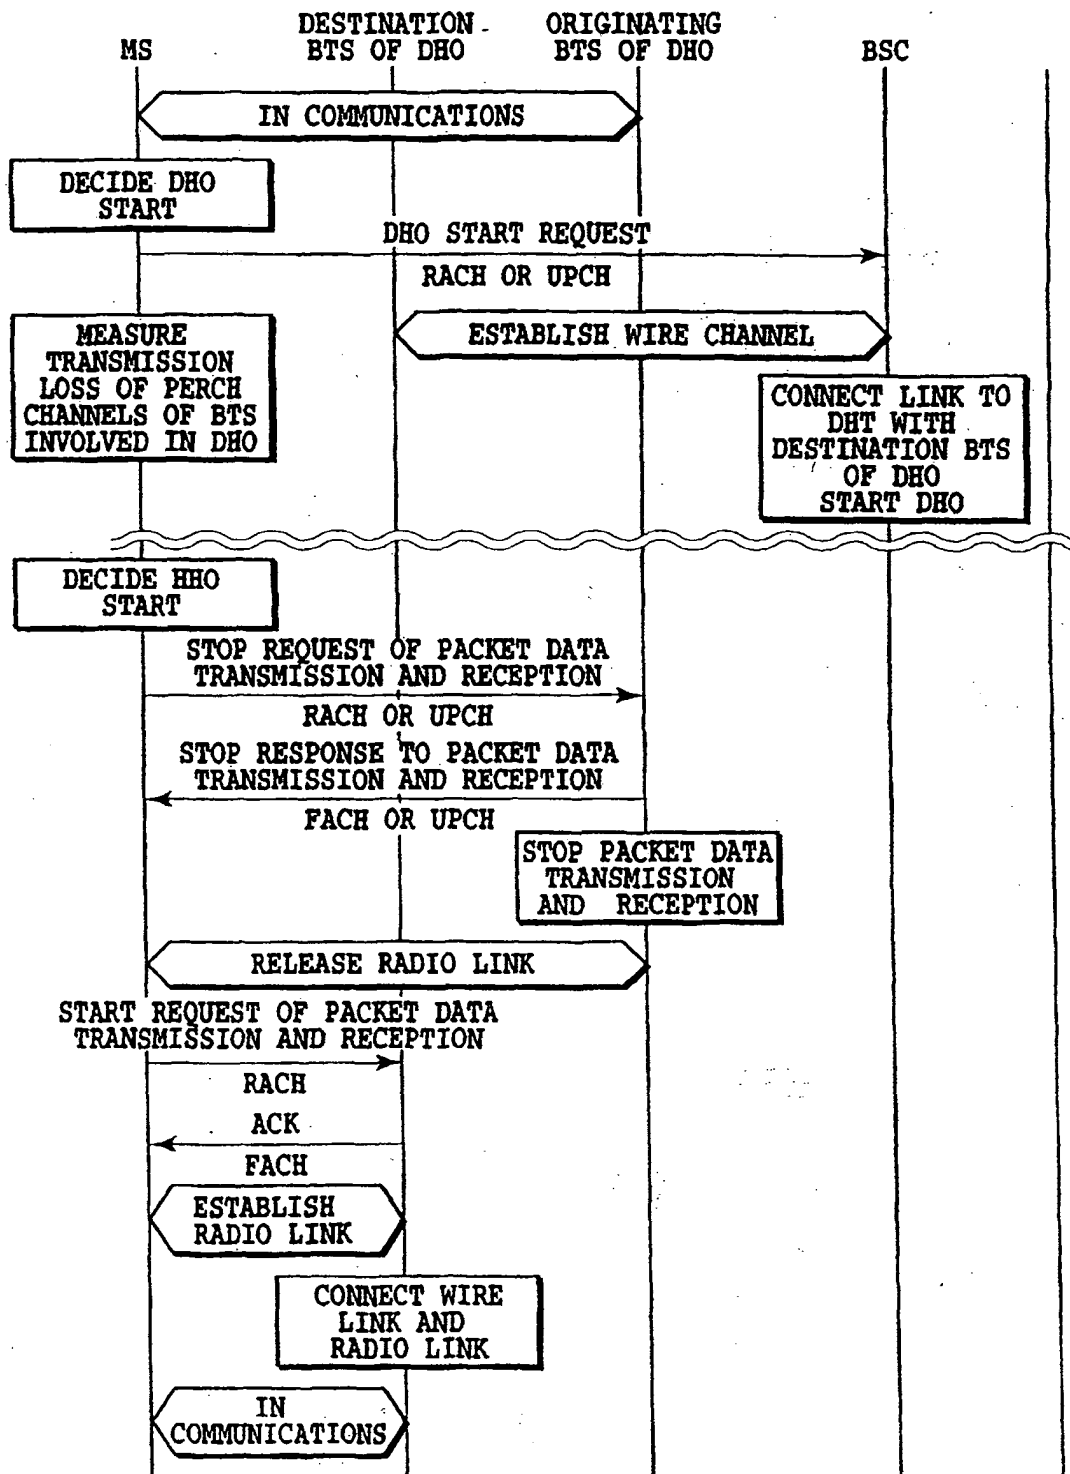 DESTINATION
BTS OF DHO
ORIGINATING
BTS OF DHO
MS
BSC
IN COMMUNICATIONS
DECIDE DHO
START
DHO START REQUEST
RACH OR UPCH
MEASURE
TRANSMISSION
LOSS OF PERCH
CHANNELS OF BTS
INVOLVED IN DHO
ESTABLISH WIRE CHANNEL
CONNECT LINK TO
DHT WITH
DESTINATION BTS
OF DHO
START DHO
DECIDE HHO
START
STOP REQUEST OF PACKET DATA
TRANSMISSION AND RECEPTION
RACH OR UPCH
STOP RESPONSE TO PACKET DATA
TRANSMISSION AND RECEPTION
FACH OR UPCH
STOP PACKET DATA
TRANSMISSION
AND RECEPTION
RELEASE RADIO LINK
START REQUEST OF PACKET DATA
TRANSMISSION AND RECEPTION
RACH
ACK
FACH
ESTABLISH
RADIO LINK
CONNECT WIRE
LINK AND
RADIO LINK
IN
COMMUNICATIONS